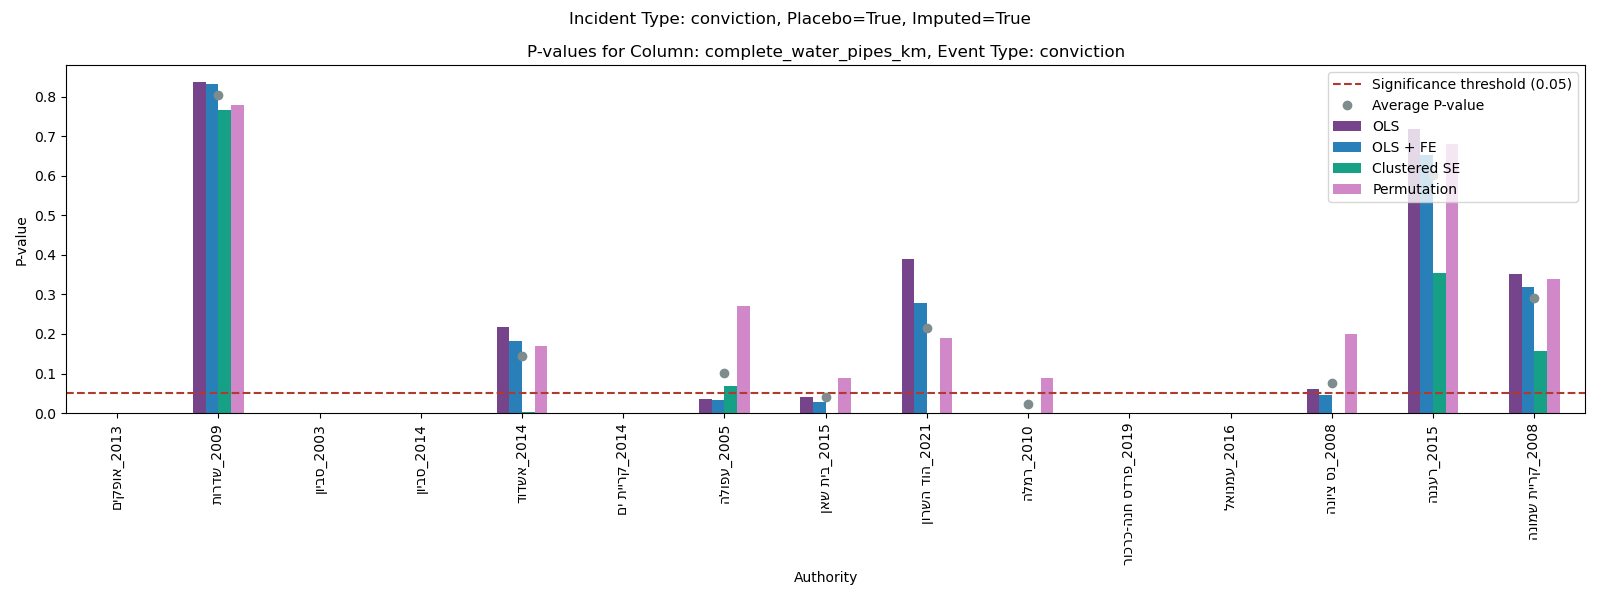 Incident Type: conviction, Placebo=True, Imputed=True
P-values for Column: complete_water_pipes_km, Event Type: conviction
Significance threshold (0.05)
Average P-value
OLS
OLS + FE
Clustered SE
Permutation
P-value
0.8
0.7
0.6
0.5
0.4
0.3
0.2
0.1
0.0
אופקים_2013
שדרות_2009
סביון_2003
סביון_2014
אשדוד_2014
קריית ים_2014
עפולה_2005
בית שאן_2015
הוד השרון_2021
רמלה_2010
פרדס חנה-כרכור_2019
עמנואל_2016
נס ציונה_2008
רעננה_2015
קריית שמונה_2008
Authority